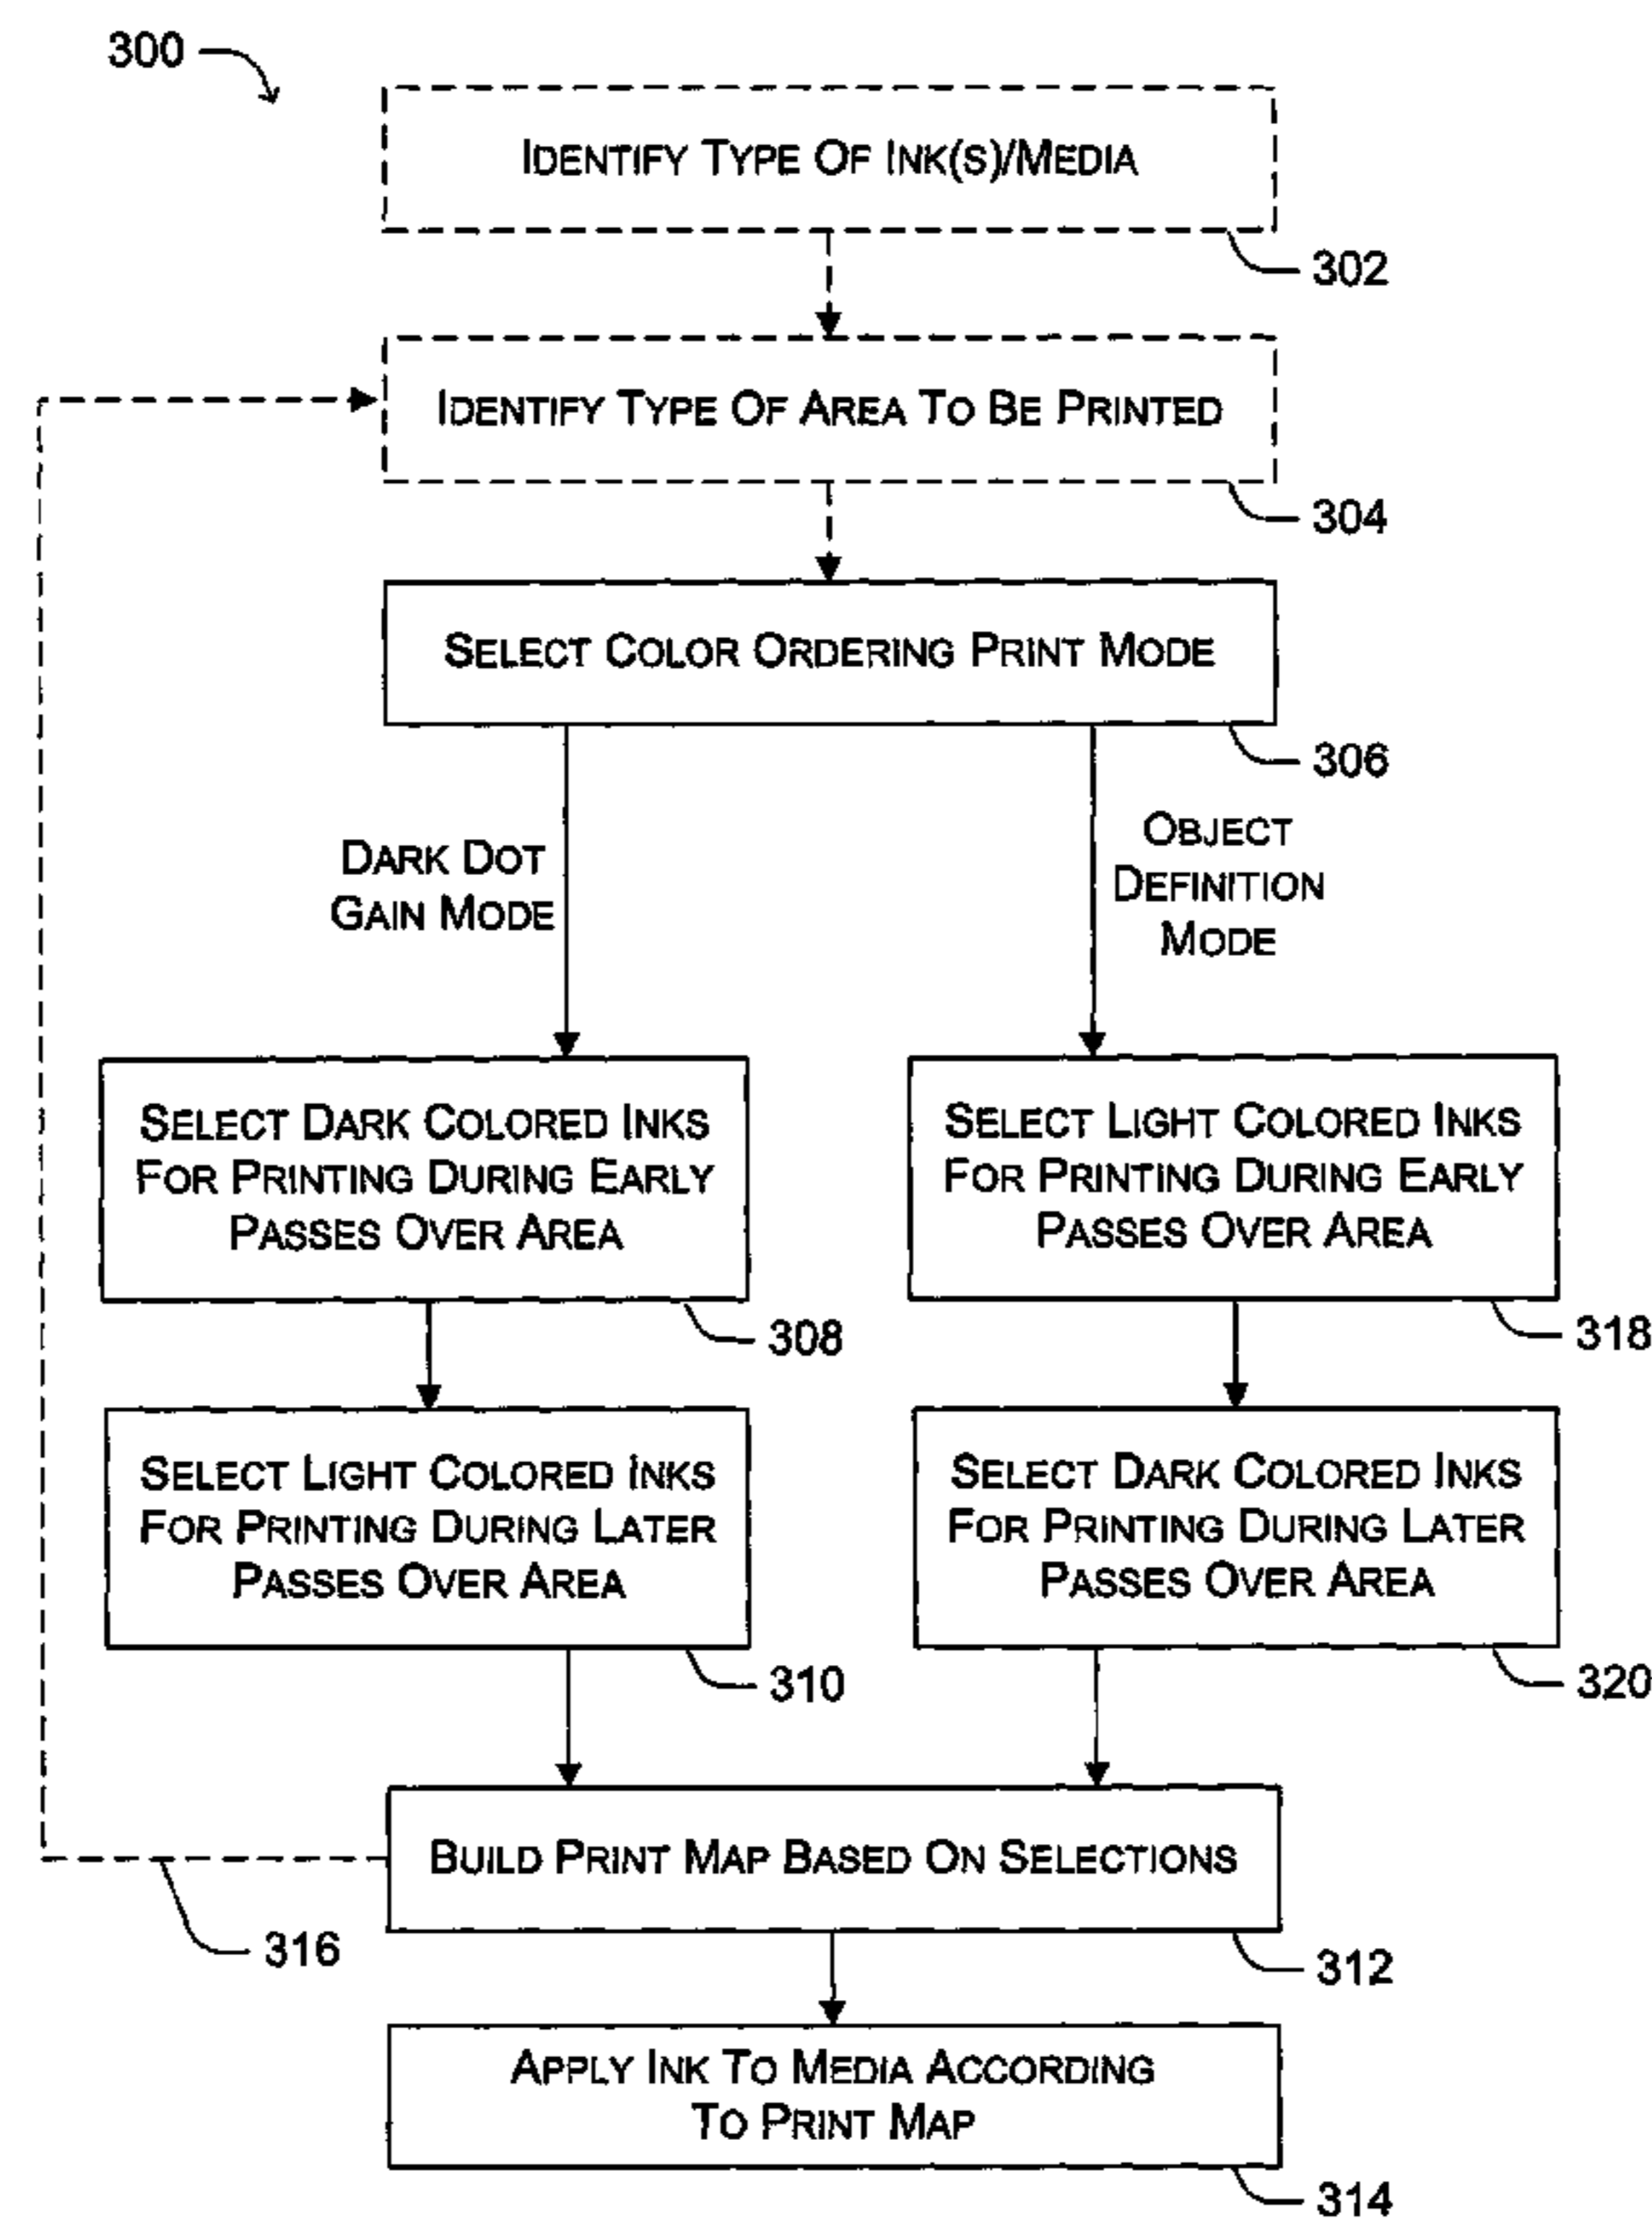 300
IDENTIFY TYPE OF INK(S)/MEDIA
302
IDENTIFY TYPE OF AREA TO BE PRINTED
304
SELECT COLOR ORDERING PRINT MODE
306
DARK DOT
GAIN MODE
OBJECT
DEFINITION
MODE
SELECT DARK COLORED INKS
FOR PRINTING DURING EARLY
PASSES OVER AREA
308
SELECT LIGHT COLORED INKS
FOR PRINTING DURING EARLY
PASSES OVER AREA
318
SELECT LIGHT COLORED INKS
FOR PRINTING DURING LATER
PASSES OVER AREA
310
SELECT DARK COLORED INKS
FOR PRINTING DURING LATER
PASSES OVER AREA
320
BUILD PRINT MAP BASED ON SELECTIONS
316
312
APPLY INK TO MEDIA ACCORDING
TO PRINT MAP
314